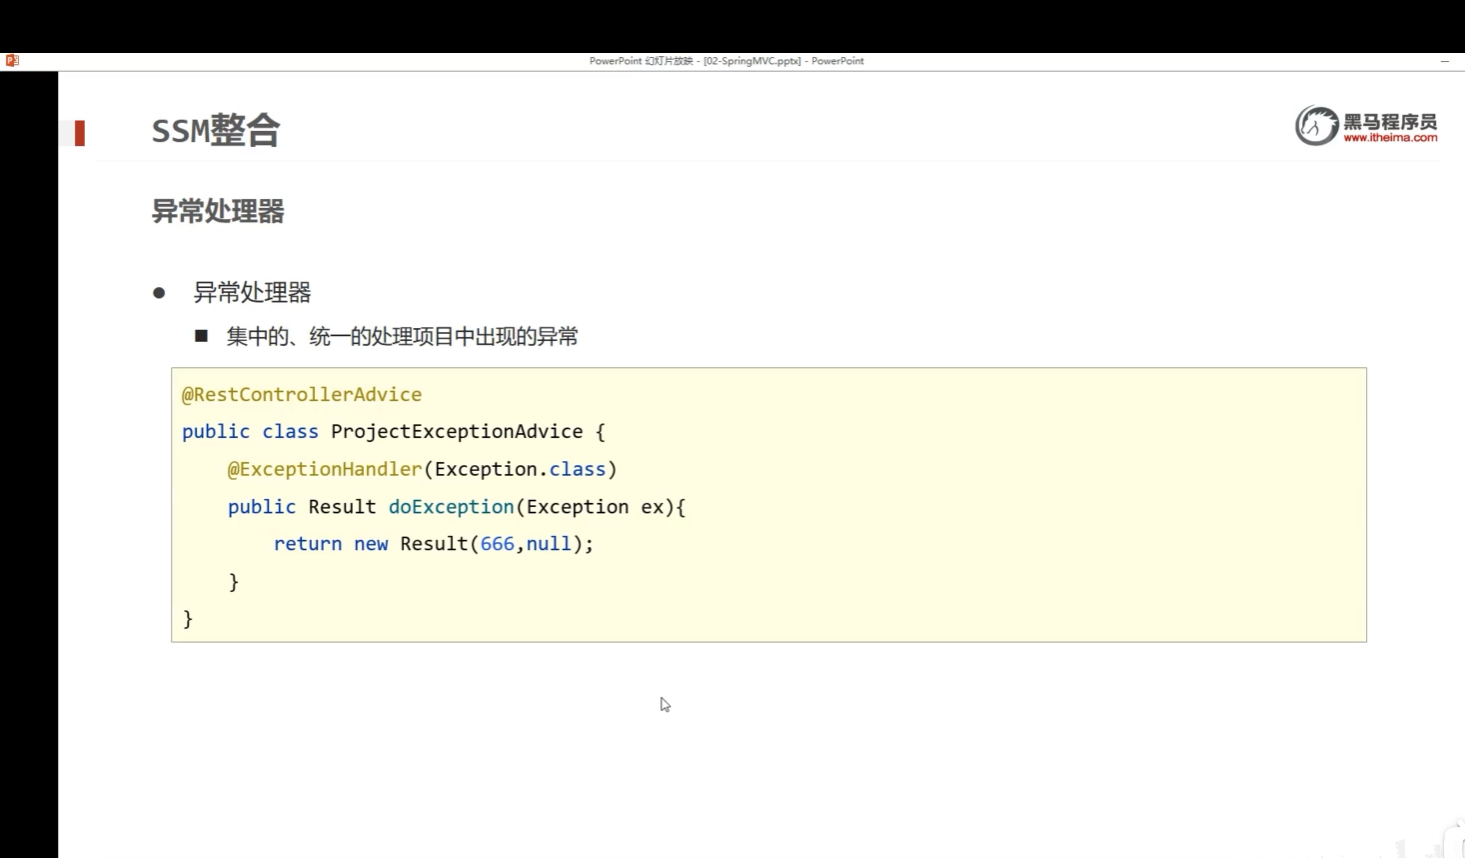 PowerPoint 幻灯片放映 - [02-SpringMVC.pptx] - PowerPoint
SSM整合
黑马程序员
www.itheima.com
异常处理器
● 异常处理器
■ 集中的、统一的处理项目中出现的异常
@RestControllerAdvice
public class ProjectExceptionAdvice {
@ExceptionHandler(Exception.class)
public Result doException(Exception ex){
return new Result(666,null);
}
}